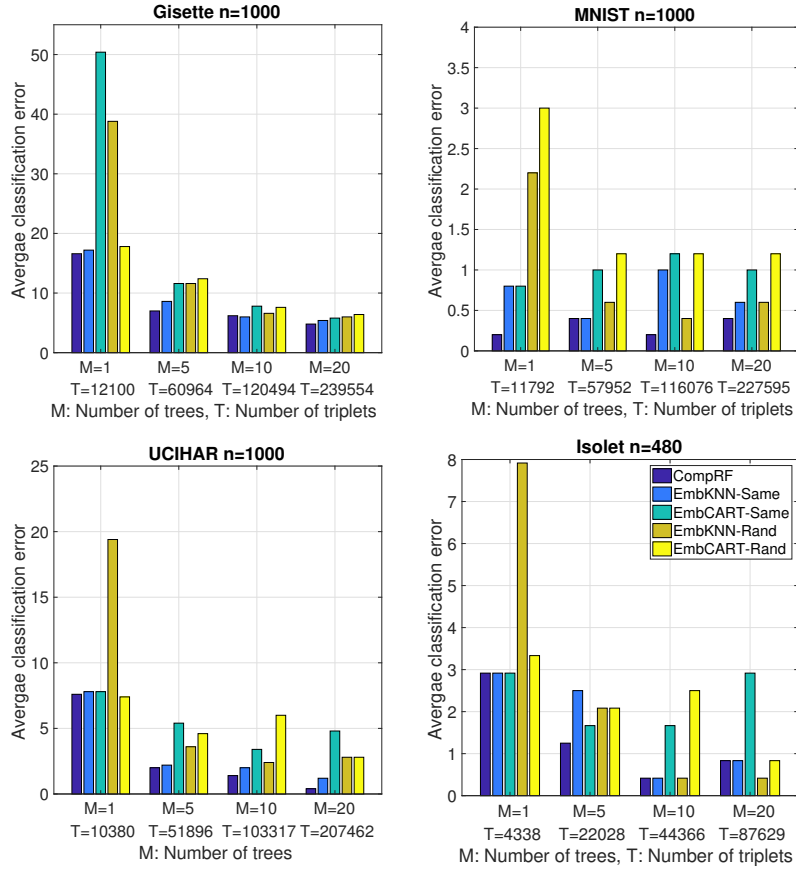 Gisette n=1000
Avergae classification error
50
40
30
20
10
0
M=1 M=5 M=10 M=20
T=12100 T=60964 T=120494 T=239554
M: Number of trees, T: Number of triplets
MNIST n=1000
Avergae classification error
4
3.5
3
2.5
2
1.5
1
0.5
0
M=1 M=5 M=10 M=20
T=11792 T=57952 T=116076 T=227595
M: Number of trees, T: Number of triplets
UCIHAR n=1000
Avergae classification error
25
20
15
10
5
0
M=1 M=5 M=10 M=20
T=10380 T=51896 T=103317 T=207462
M: Number of trees
Isolet n=480
Avergae classification error
8
7
6
5
4
3
2
1
0
CompRF
EmbKNN-Same
EmbCART-Same
EmbKNN-Rand
EmbCART-Rand
M=1 M=5 M=10 M=20
T=4338 T=22028 T=44366 T=87629
M: Number of trees, T: Number of triplets